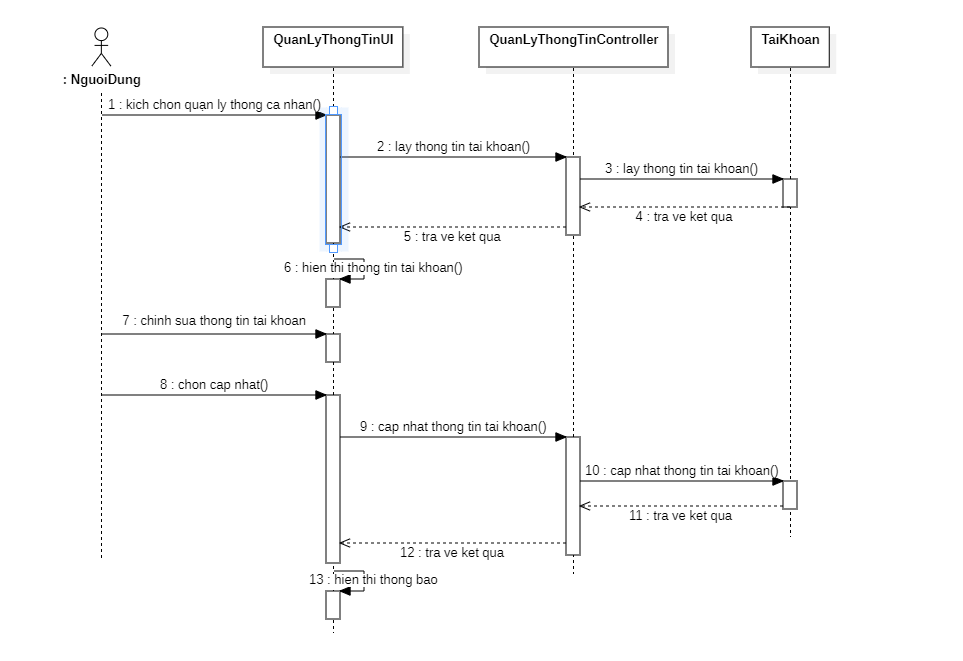 QuanLyThongTinUI
QuanLyThongTinController
TaiKhoan
: NguoiDung
1 : kich chon quan ly thong ca nhan()
2 : lay thong tin tai khoan()
3 : lay thong tin tai khoan()
4 : tra ve ket qua
5 : tra ve ket qua
6 : hien thi thong tin tai khoan()
7 : chinh sua thong tin tai khoan
8 : chon cap nhat()
9 : cap nhat thong tin tai khoan()
10 : cap nhat thong tin tai khoan()
11 : tra ve ket qua
12 : tra ve ket qua
13 : hien thi thong bao